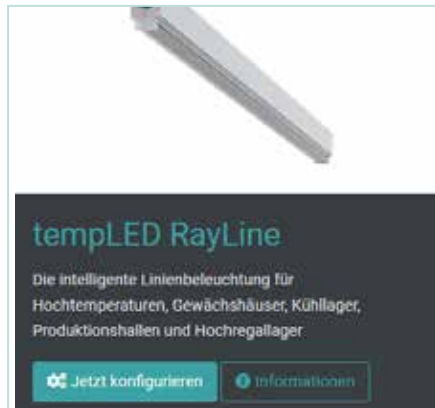 tempLED RayLine
Die intelligente Linienbeleuchtung für
Hochtemperaturen, Gewächshäuser, Kühllager,
Produktionshallen und Hochregallager
Jetzt konfigurieren
Informationen